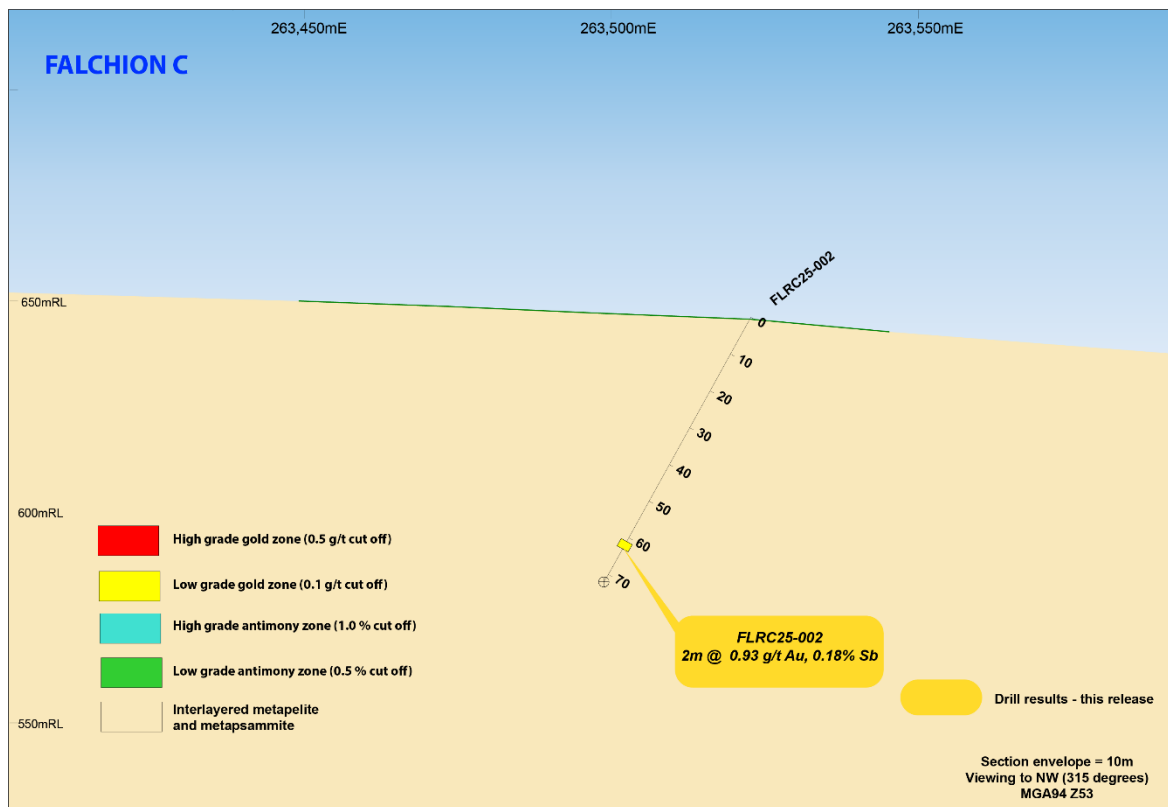 263,450mE
263,500mE
263,550mE
FALCHION C
FLRC25-002
650mRL
0
10
20
30
40
50
60
70
600mRL
High grade gold zone (0.5 g/t cut off)
Low grade gold zone (0.1 g/t cut off)
High grade antimony zone (1.0 % cut off)
Low grade antimony zone (0.5 % cut off)
Interlayered metapelite
and metapsammite
FLRC25-002
2m @ 0.93 g/t Au, 0.18% Sb
Drill results - this release
550mRL
Section envelope = 10m
Viewing to NW (315 degrees)
MGA94 Z53